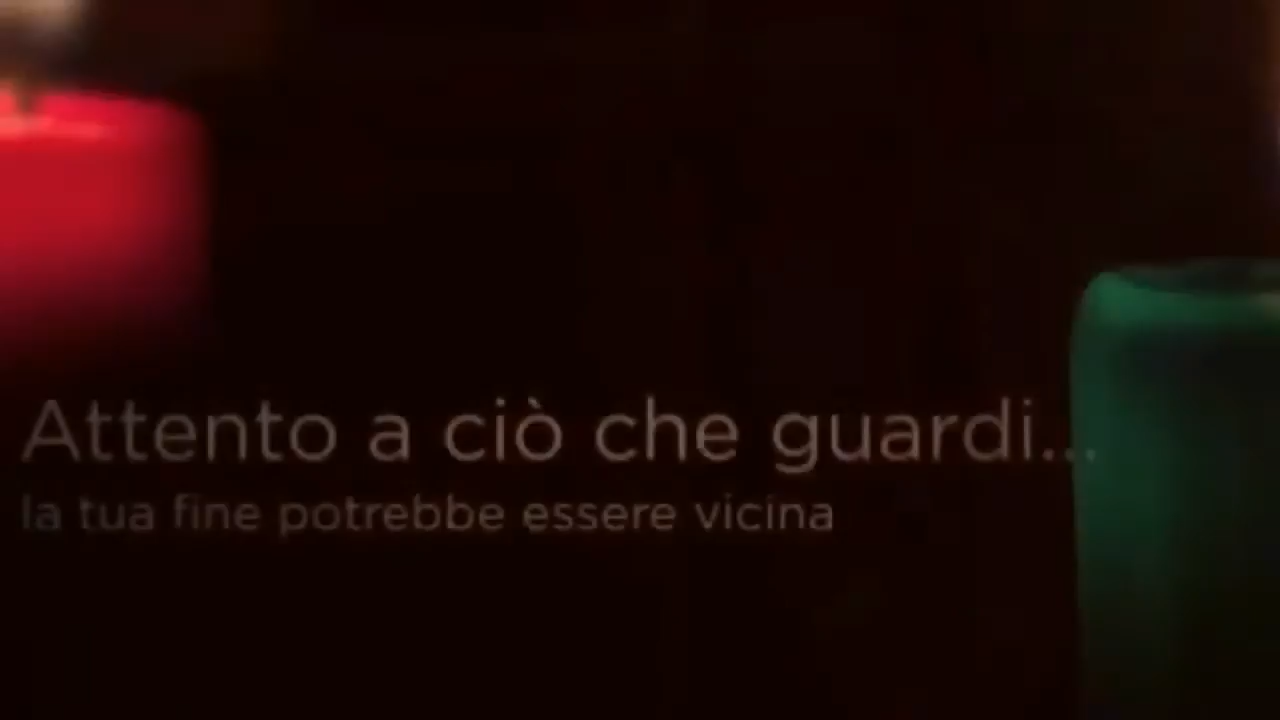 Attento a ciò che guardi...
la tua fine potrebbe essere vicina